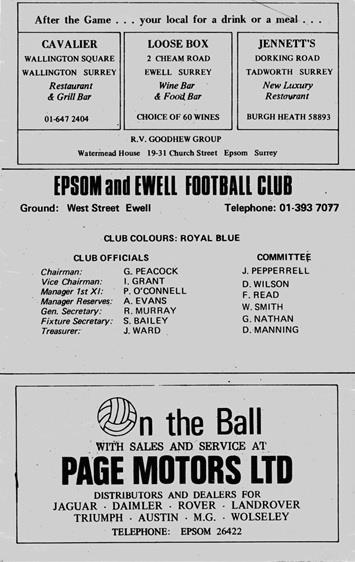 After the Game . . . your local for a drink or a meal . . .
CAVALIER
WALLINGTON SQUARE
WALLINGTON SURREY
Restaurant
& Grill Bar
01-647 2404
LOOSE BOX
2 CHEAM ROAD
EWELL SURREY
Wine Bar
& Food Bar
CHOICE OF 60 WINES
JENNETT'S
DORKING ROAD
TADWORTH SURREY
New Luxury
Restaurant
BURGH HEATH 58893
R.V. GOODHEW GROUP
Watermead House 19-31 Church Street Epsom Surrey
EPSOM and EWELL FOOTBALL CLUB
Ground: West Street Ewell Telephone: 01-393 7077
CLUB COLOURS: ROYAL BLUE
CLUB OFFICIALS
Chairman: G. PEACOCK
Vice Chairman: I. GRANT
Manager 1st XI: P. O'CONNELL
Manager Reserves: A. EVANS
Gen. Secretary: R. MURRAY
Fixture Secretary: S. BAILEY
Treasurer: J. WARD
COMMITTEE
J. PEPPERRELL
D. WILSON
F. READ
W. SMITH
G. NATHAN
D. MANNING
On the Ball
WITH SALES AND SERVICE AT
PAGE MOTORS LTD
DISTRIBUTORS AND DEALERS FOR
JAGUAR · DAIMLER · ROVER · LANDROVER
TRIUMPH · AUSTIN · M.G. · WOLSELEY
TELEPHONE: EPSOM 26422